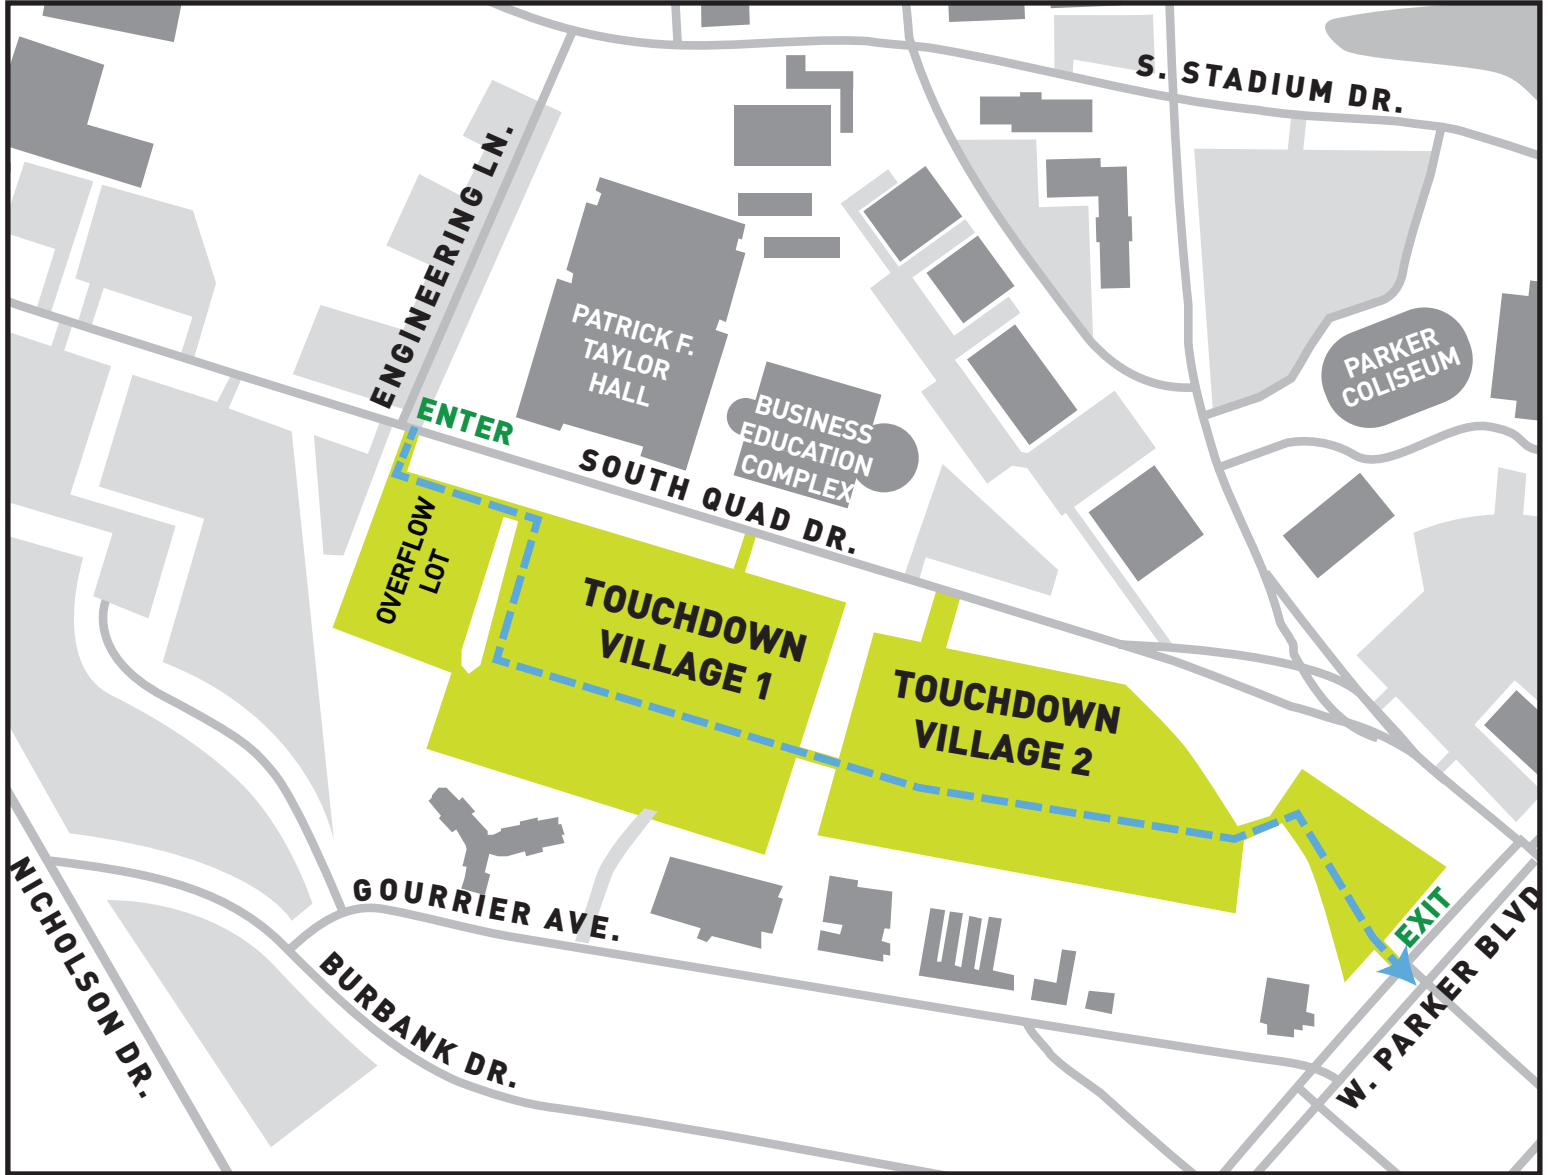 S. STADIUM DR.
ENGINEERING LN.
PATRICK F.
TAYLOR
HALL
PARKER
COLISEUM
ENTER
BUSINESS
EDUCATION
COMPLEX
SOUTH QUAD DR.
OVERFLOW
LOT
TOUCHDOWN
VILLAGE 1
TOUCHDOWN
VILLAGE 2
GOURRIER AVE.
EXIT
NICHOLSON DR.
BURBANK DR.
W. PARKER BLVD